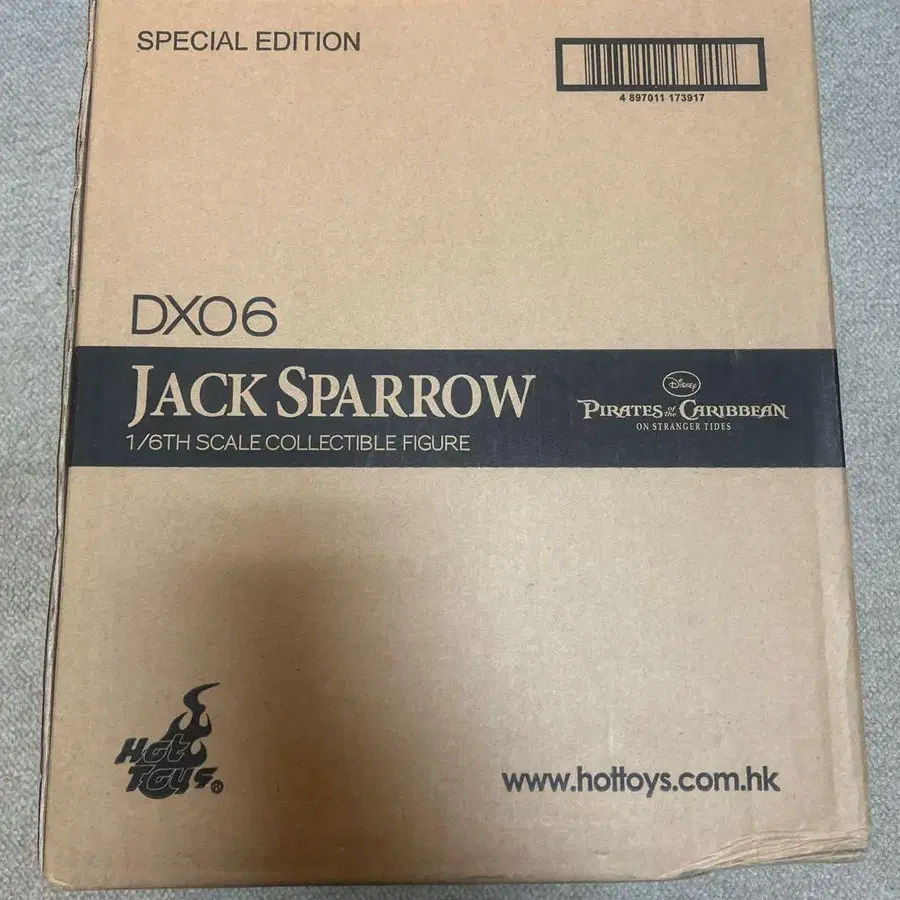 SPECIAL EDITION
4 897011 173917
DX06
JACK SPARROW
1/6TH SCALE COLLECTIBLE FIGURE
Disney
PIRATES of the CARIBBEAN
ON STRANGER TIDES
Hot
Toys®
www.hottoys.com.hk